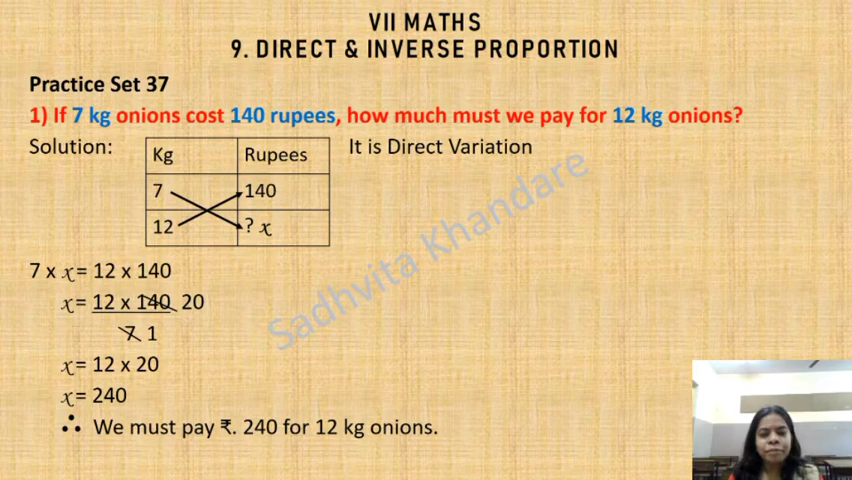 VII MATHS
9. DIRECT & INVERSE PROPORTION
Practice Set 37
1) If 7 kg onions cost 140 rupees, how much must we pay for 12 kg onions?
Solution:
It is Direct Variation
Kg Rupees
7 140
12 ? x
7 x x = 12 x 140
x = 12 x 140 20
7 1
x = 12 x 20
x = 240
∴ We must pay ₹. 240 for 12 kg onions.
Sadhvita Khandare